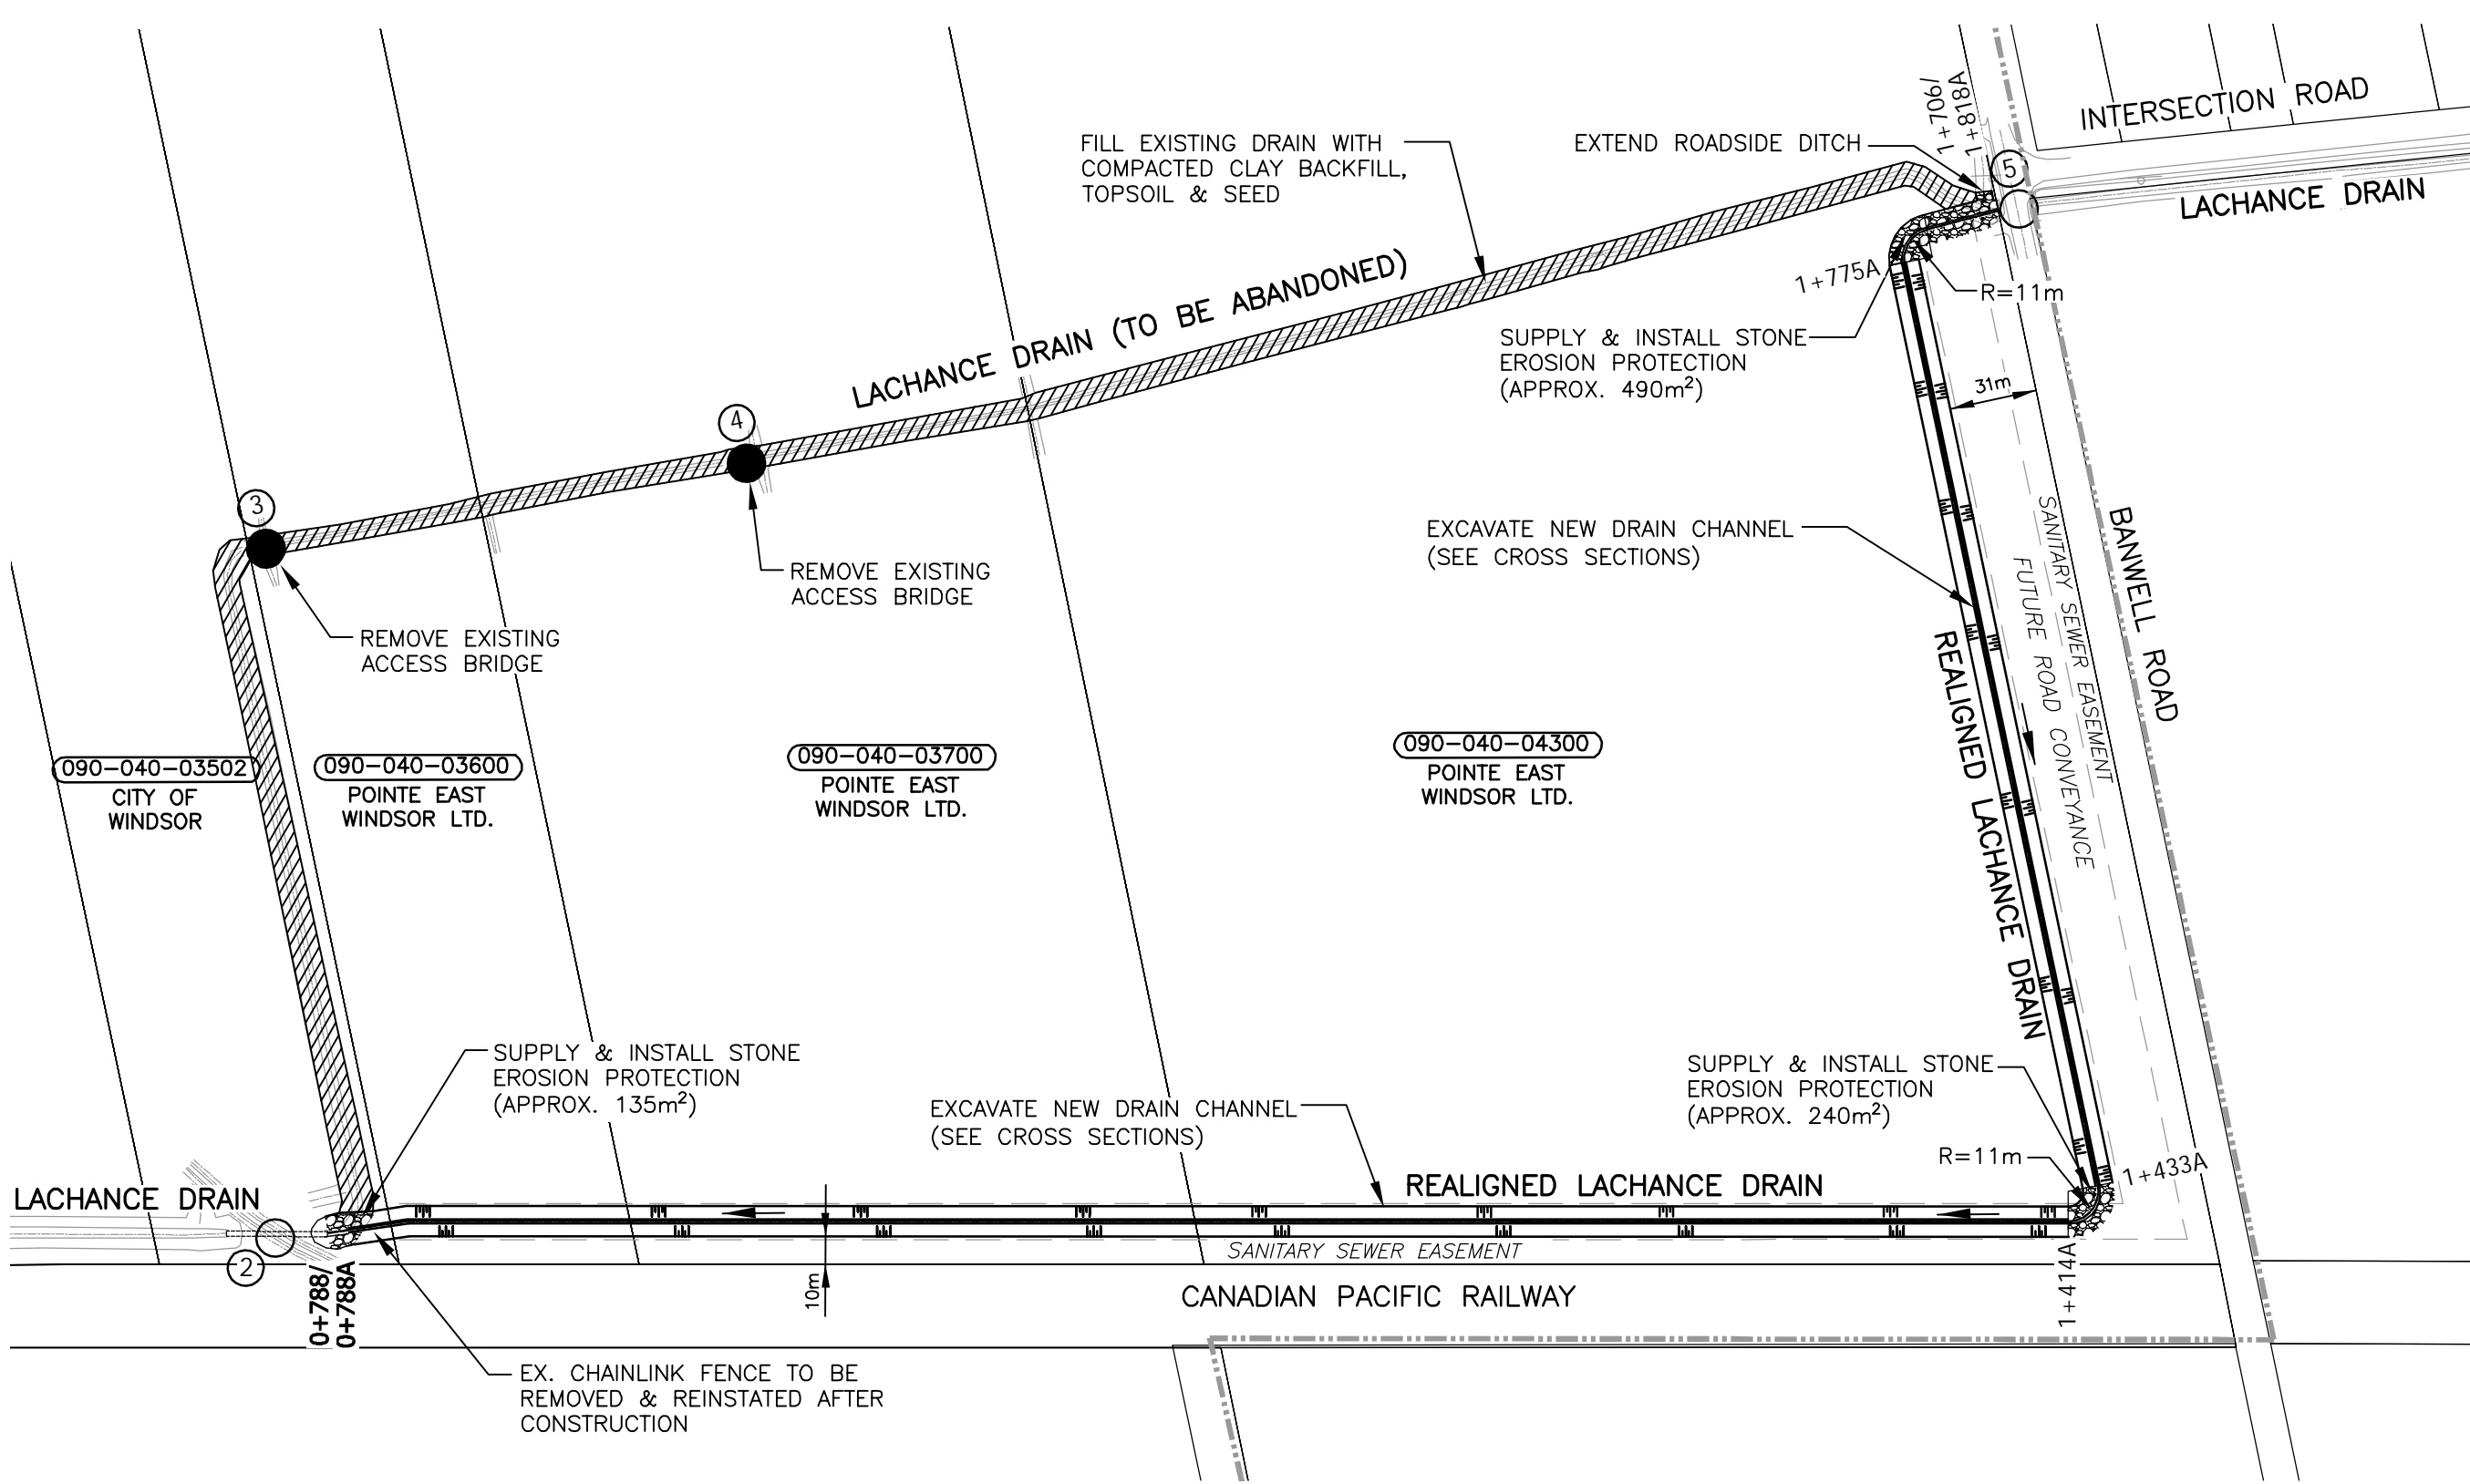 1+706/
1+818A
INTERSECTION ROAD
FILL EXISTING DRAIN WITH
COMPACTED CLAY BACKFILL,
TOPSOIL & SEED
EXTEND ROADSIDE DITCH
5
LACHANCE DRAIN
LACHANCE DRAIN (TO BE ABANDONED)
1+775A
R=11m
SUPPLY & INSTALL STONE
EROSION PROTECTION
(APPROX. 490m²)
31m
4
3
EXCAVATE NEW DRAIN CHANNEL
(SEE CROSS SECTIONS)
REMOVE EXISTING
ACCESS BRIDGE
REMOVE EXISTING
ACCESS BRIDGE
SANITARY SEWER EASEMENT
FUTURE ROAD CONVEYANCE
BANWELL ROAD
REALIGNED LACHANCE DRAIN
090-040-03502
CITY OF
WINDSOR
090-040-03600
POINTE EAST
WINDSOR LTD.
090-040-03700
POINTE EAST
WINDSOR LTD.
090-040-04300
POINTE EAST
WINDSOR LTD.
SUPPLY & INSTALL STONE
EROSION PROTECTION
(APPROX. 135m²)
EXCAVATE NEW DRAIN CHANNEL
(SEE CROSS SECTIONS)
SUPPLY & INSTALL STONE
EROSION PROTECTION
(APPROX. 240m²)
R=11m
1+433A
LACHANCE DRAIN
REALIGNED LACHANCE DRAIN
2
0+788/
0+788A
SANITARY SEWER EASEMENT
10m
1+414A
CANADIAN PACIFIC RAILWAY
EX. CHAINLINK FENCE TO BE
REMOVED & REINSTATED AFTER
CONSTRUCTION